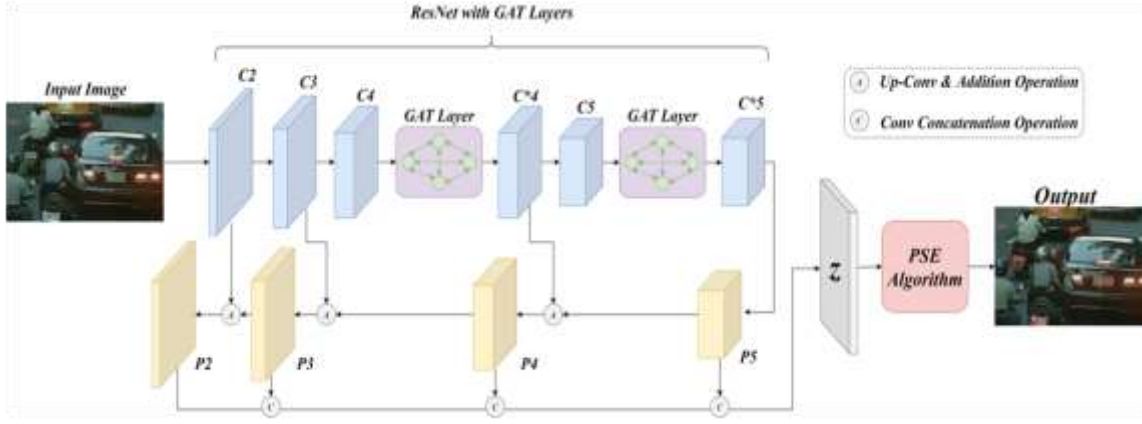 ResNet with GAT Layers
Input Image
C2
C3
C4
GAT Layer
C*4
C5
GAT Layer
C*5
A Up-Conv & Addition Operation
C Conv Concatenation Operation
Output
z
PSE
Algorithm
A
A
A
P2
P3
P4
P5
C
C
C